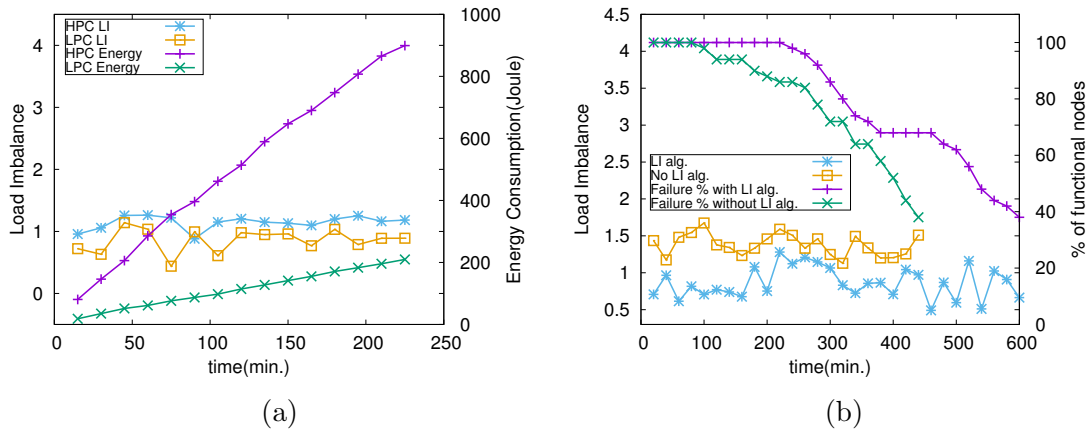 HPC LI
LPC LI
HPC Energy
LPC Energy
Load Imbalance
4
3
2
1
0
Energy Consumption(Joule)
1000
800
600
400
200
0
0 50 100 150 200 250
time(min.)
(a)
LI alg.
No LI alg.
Failure % with LI alg.
Failure % without LI alg.
Load Imbalance
4.5
4
3.5
3
2.5
2
1.5
1
0.5
% of functional nodes
100
80
60
40
20
0
0 100 200 300 400 500 600
time(min.)
(b)